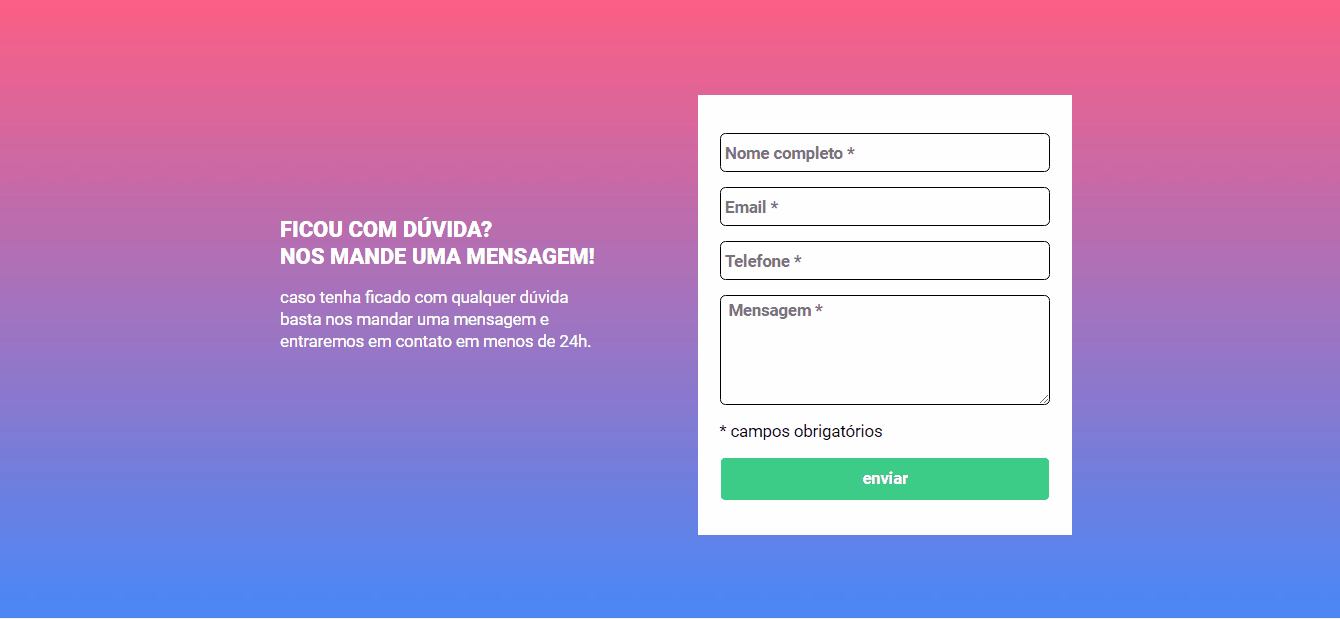 FICOU COM DÚVIDA?
NOS MANDE UMA MENSAGEM!
caso tenha ficado com qualquer dúvida
basta nos mandar uma mensagem e
entraremos em contato em menos de 24h.
Nome completo *
Email *
Telefone *
Mensagem *
* campos obrigatórios
enviar